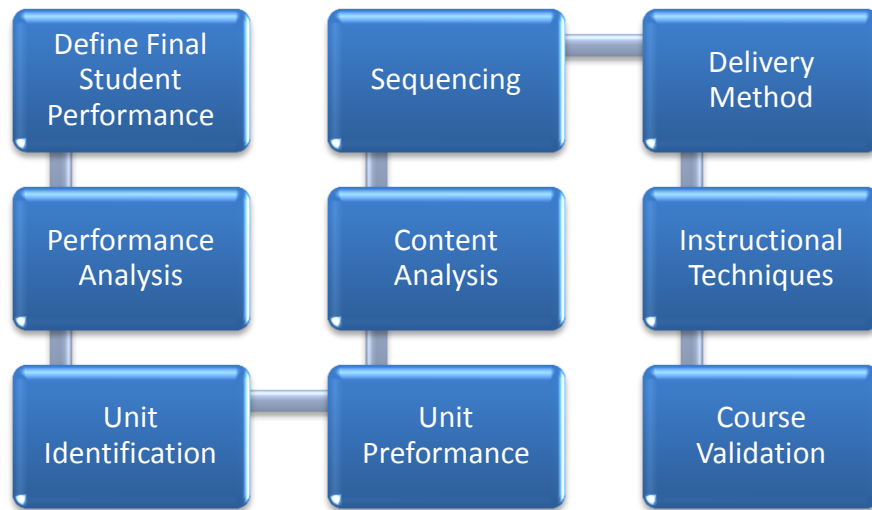 Define Final
Student
Performance
Performance
Analysis
Unit
Identification
Unit
Preformance
Content
Analysis
Sequencing
Delivery
Method
Instructional
Techniques
Course
Validation